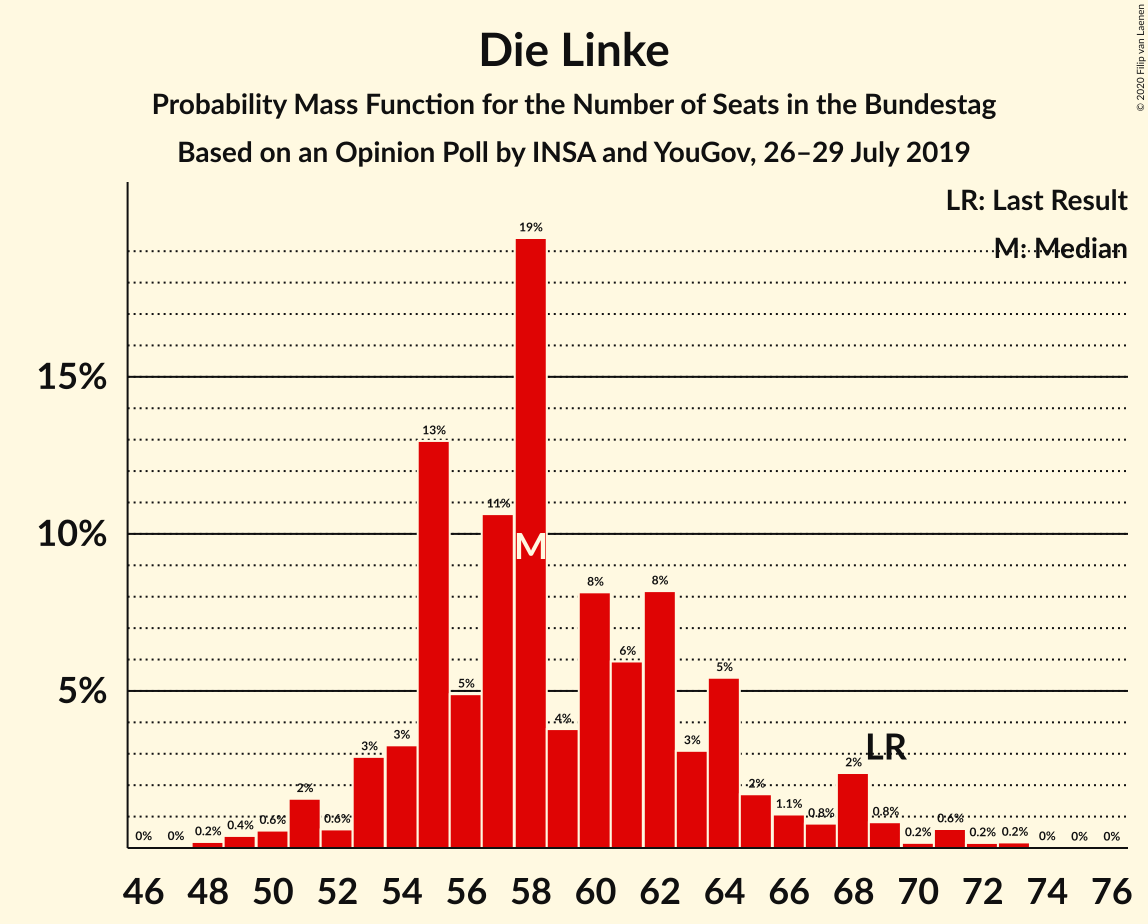 Die Linke
Probability Mass Function for the Number of Seats in the Bundestag
Based on an Opinion Poll by INSA and YouGov, 26–29 July 2019
© 2020 Filip van Laenen
LR: Last Result
M: Median
15%
10%
5%
0% 0% 0.2% 0.4% 0.6% 2% 0.6% 3% 3% 13% 5% 11% 19% 4% 8% 6% 8% 3% 5% 2% 1.1% 0.8% 2% 0.8% 0.2% 0.6% 0.2% 0.2% 0% 0% 0%
M
LR
46 48 50 52 54 56 58 60 62 64 66 68 70 72 74 76